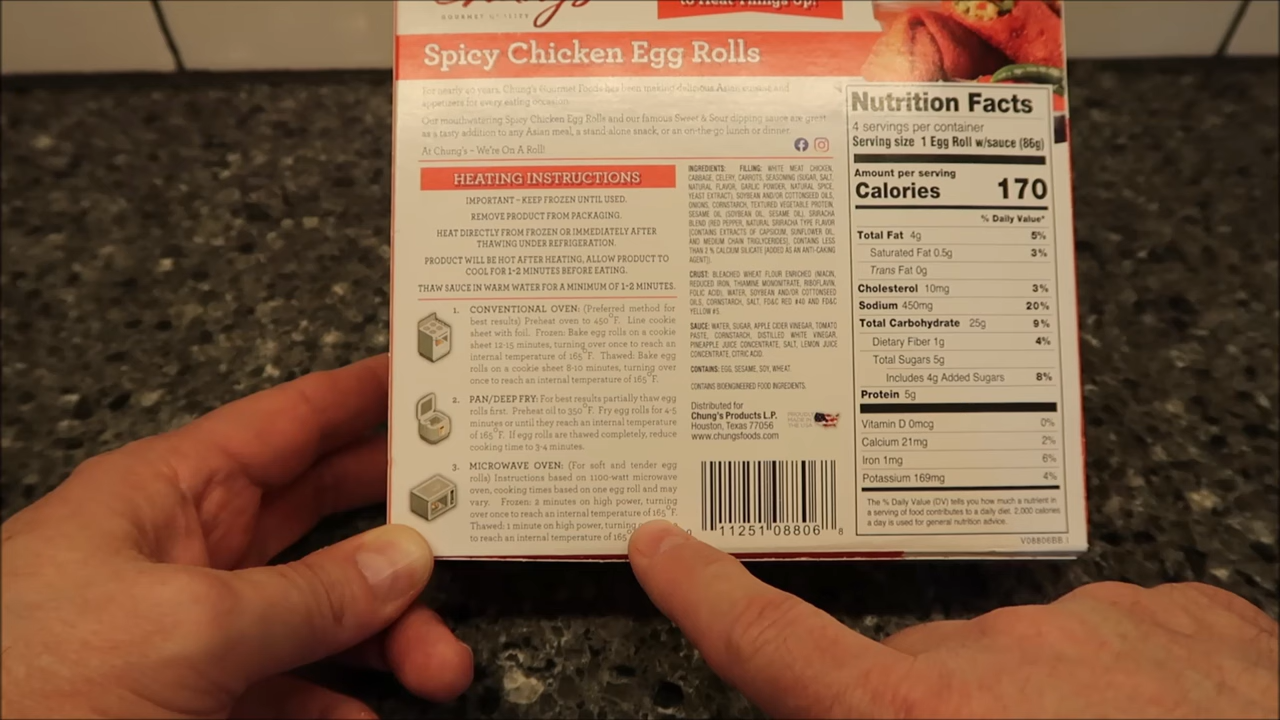 Chung's
GOURMET QUALITY
to Heat Things Up!
Spicy Chicken Egg Rolls
For nearly 40 years, Chung's Gourmet Foods has been making delicious Asian cuisine and
appetizers for every eating occasion.
Our mouthwatering Spicy Chicken Egg Rolls and our famous Sweet & Sour dipping sauce are great
as a tasty addition to any Asian meal, a stand alone snack, or an on-the-go lunch or dinner.
At Chung's – We're On A Roll!
HEATING INSTRUCTIONS
IMPORTANT – KEEP FROZEN UNTIL USED.
REMOVE PRODUCT FROM PACKAGING.
HEAT DIRECTLY FROM FROZEN OR IMMEDIATELY AFTER
THAWING UNDER REFRIGERATION.
PRODUCT WILL BE HOT AFTER HEATING, ALLOW PRODUCT TO
COOL FOR 1-2 MINUTES BEFORE EATING.
THAW SAUCE IN WARM WATER FOR A MINIMUM OF 1-2 MINUTES.
1. CONVENTIONAL OVEN: (Preferred method for
best results) Preheat oven to 450°F. Line cookie
sheet with foil. Frozen: Bake egg rolls on a cookie
sheet 12-15 minutes, turning over once to reach an
internal temperature of 165°F. Thawed: Bake egg
rolls on a cookie sheet 8-10 minutes, turning over
once to reach an internal temperature of 165°F.
2. PAN/DEEP FRY: For best results partially thaw egg
rolls first. Preheat oil to 350°F. Fry egg rolls for 4-5
minutes or until they reach an internal temperature
of 165°F. If egg rolls are thawed completely, reduce
cooking time to 3-4 minutes.
3. MICROWAVE OVEN: (For soft and tender egg
rolls) Instructions based on 1100-watt microwave
oven, cooking times based on one egg roll and may
vary. Frozen: 2 minutes on high power, turning
over once to reach an internal temperature of 165°F.
Thawed: 1 minute on high power, turning
to reach an internal temperature of 165°
INGREDIENTS: FILLING: WHITE MEAT CHICKEN,
CABBAGE, CELERY, CARROTS, SEASONING (SUGAR, SALT,
NATURAL FLAVOR, GARLIC POWDER, NATURAL SPICE,
YEAST EXTRACT), SOYBEAN AND/OR COTTONSEED OILS,
ONIONS, CORNSTARCH, TEXTURED VEGETABLE PROTEIN,
SESAME OIL (SOYBEAN OIL, SESAME OIL), SRIRACHA
BLEND (RED PEPPER, NATURAL SRIRACHA TYPE FLAVOR
(CONTAINS EXTRACTS OF CAPSICUM, SUNFLOWER OIL,
AND MEDIUM CHAIN TRIGLYCERIDES), CONTAINS LESS
THAN 2 % CALCIUM SILICATE [ADDED AS AN ANTI-CAKING
AGENT]).
CRUST: BLEACHED WHEAT FLOUR ENRICHED (NIACIN,
REDUCED IRON, THIAMINE MONONITRATE, RIBOFLAVIN,
FOLIC ACID), WATER, SOYBEAN AND/OR COTTONSEED
OILS, CORNSTARCH, SALT, FD&C RED #40 AND FD&C
YELLOW #5.
SAUCE: WATER, SUGAR, APPLE CIDER VINEGAR, TOMATO
PASTE, CORNSTARCH, DISTILLED WHITE VINEGAR,
PINEAPPLE JUICE CONCENTRATE, SALT, LEMON JUICE
CONCENTRATE, CITRIC ACID.
CONTAINS: EGG, SESAME, SOY, WHEAT.
CONTAINS BIOENGINEERED FOOD INGREDIENTS.
Distributed for
Chung's Products L.P.
Houston, Texas 77056
www.chungsfoods.com
PROUDLY
MADE IN
THE USA
0 11251 08806 8
Nutrition Facts
4 servings per container
Serving size 1 Egg Roll w/sauce (86g)
Amount per serving
Calories 170
% Daily Value*
Total Fat 4g 5%
Saturated Fat 0.5g 3%
Trans Fat 0g
Cholesterol 10mg 3%
Sodium 450mg 20%
Total Carbohydrate 25g 9%
Dietary Fiber 1g 4%
Total Sugars 5g
Includes 4g Added Sugars 8%
Protein 5g
Vitamin D 0mcg 0%
Calcium 21mg 2%
Iron 1mg 6%
Potassium 169mg 4%
* The % Daily Value (DV) tells you how much a nutrient in
a serving of food contributes to a daily diet. 2,000 calories
a day is used for general nutrition advice.
V08806BB.1